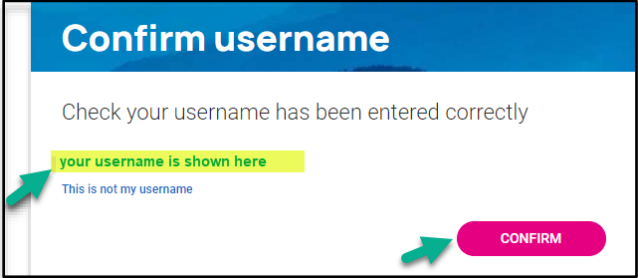 Confirm username
Check your username has been entered correctly
your username is shown here
This is not my username
CONFIRM